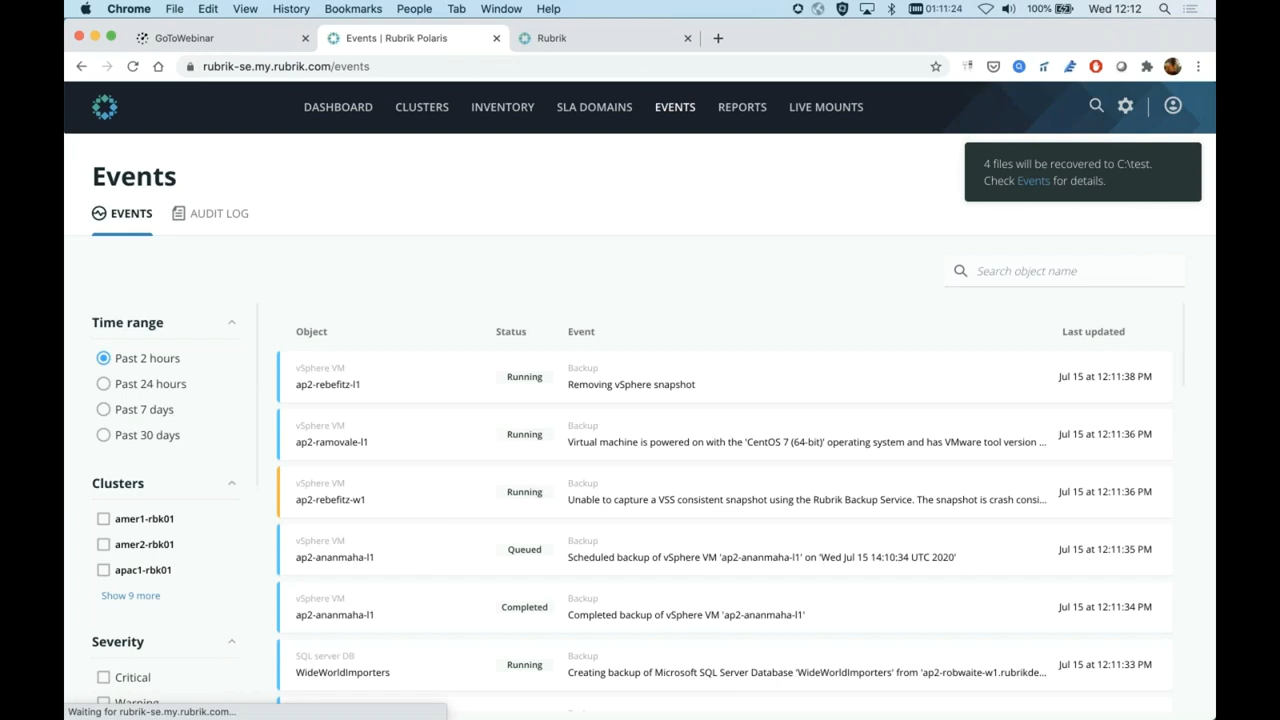 Chrome File Edit View History Bookmarks People Tab Window Help 01:11:24 100% Wed 12:12
GoToWebinar Events | Rubrik Polaris Rubrik
rubrik-se.my.rubrik.com/events
DASHBOARD CLUSTERS INVENTORY SLA DOMAINS EVENTS REPORTS LIVE MOUNTS
4 files will be recovered to C:\test.
Check Events for details.
Events
EVENTS AUDIT LOG
Search object name
Time range
Past 2 hours
Past 24 hours
Past 7 days
Past 30 days
Clusters
amer1-rbk01
amer2-rbk01
apac1-rbk01
Show 9 more
Severity
Critical
Warning
Object Status Event Last updated
vSphere VM Backup
ap2-rebefitz-l1 Running Removing vSphere snapshot Jul 15 at 12:11:38 PM
vSphere VM Backup
ap2-ramovale-l1 Running Virtual machine is powered on with the 'CentOS 7 (64-bit)' operating system and has VMware tool version ... Jul 15 at 12:11:36 PM
vSphere VM Backup
ap2-rebefitz-w1 Running Unable to capture a VSS consistent snapshot using the Rubrik Backup Service. The snapshot is crash consi... Jul 15 at 12:11:36 PM
vSphere VM Backup
ap2-ananmaha-l1 Queued Scheduled backup of vSphere VM 'ap2-ananmaha-l1' on 'Wed Jul 15 14:10:34 UTC 2020' Jul 15 at 12:11:35 PM
vSphere VM Backup
ap2-ananmaha-l1 Completed Completed backup of vSphere VM 'ap2-ananmaha-l1' Jul 15 at 12:11:34 PM
SQL server DB Backup
WideWorldImporters Running Creating backup of Microsoft SQL Server Database 'WideWorldImporters' from 'ap2-robwaite-w1.rubrikde... Jul 15 at 12:11:33 PM
Waiting for rubrik-se.my.rubrik.com...